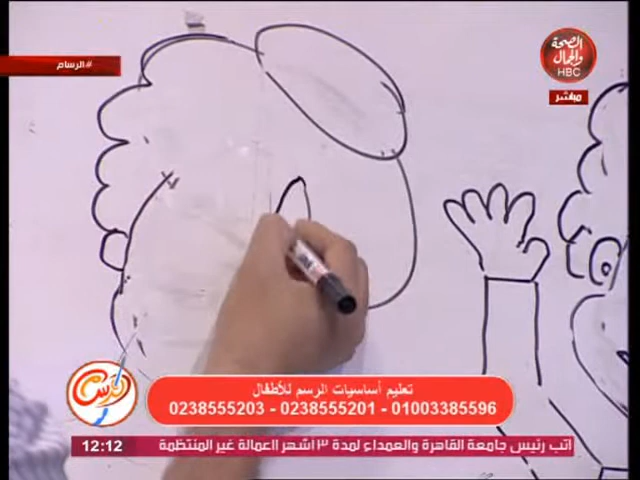 #الرسام
الصحة
والجمال
HBC
مباشر
تعليم أساسيات الرسم للأطفال
0238555203 - 0238555201 - 01003385596
12:12
اتب رئيس جامعة القاهرة والعمداء لمدة ٣ اشهر |العمالة غير المنتظمة